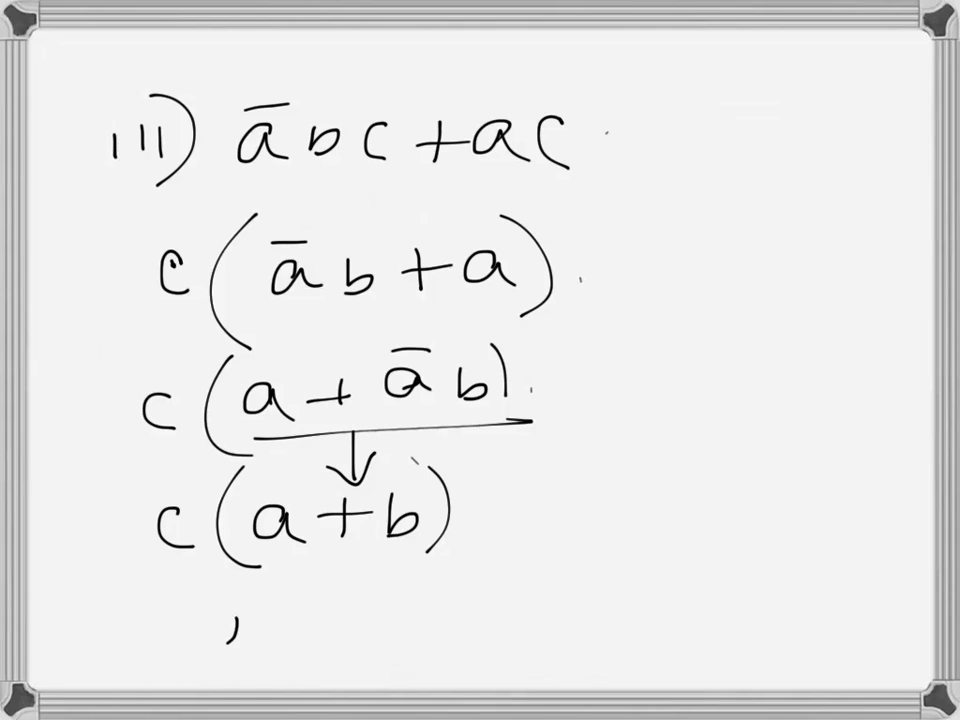 iii) a̅bc + ac
c(a̅b + a)
c(a + a̅b)
↓
c(a + b)
,